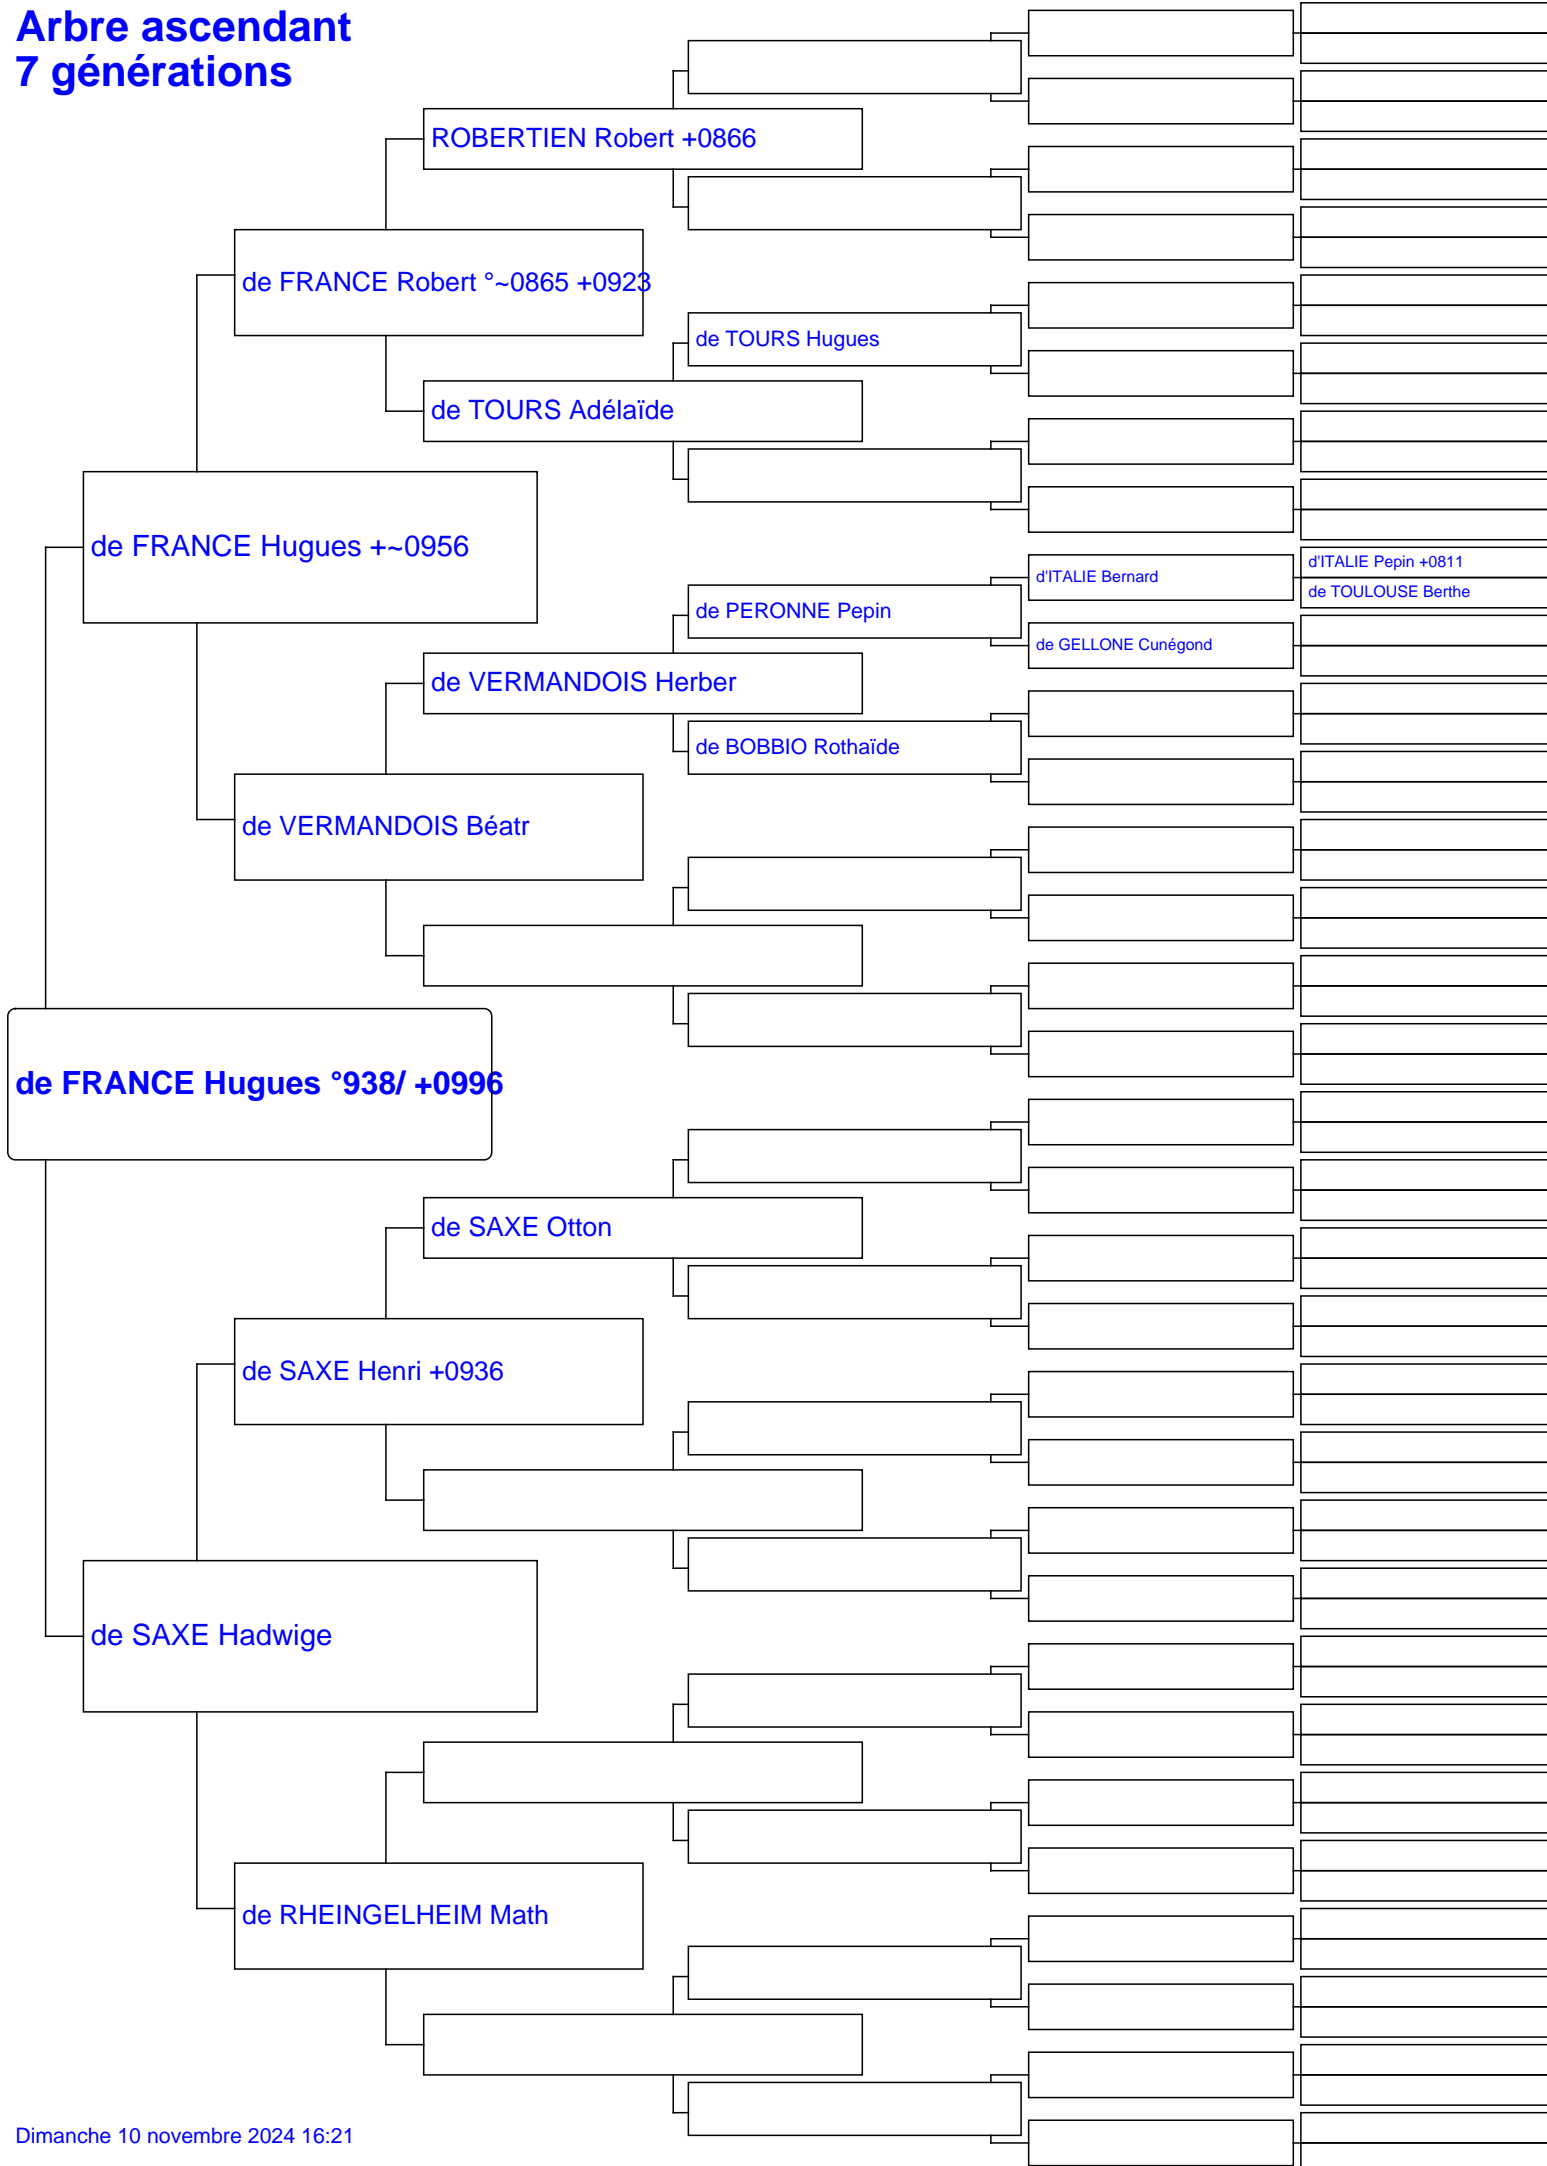 Arbre ascendant
7 générations
ROBERTIEN Robert +0866
de FRANCE Robert °~0865 +0923
de TOURS Hugues
de TOURS Adélaïde
de FRANCE Hugues +~0956
d'ITALIE Pepin +0811
d'ITALIE Bernard
de TOULOUSE Berthe
de PERONNE Pepin
de GELLONE Cunégond
de VERMANDOIS Herber
de BOBBIO Rothaïde
de VERMANDOIS Béatr
de FRANCE Hugues °938/ +0996
de SAXE Otton
de SAXE Henri +0936
de SAXE Hadwige
de RHEINGELHEIM Math
Dimanche 10 novembre 2024 16:21